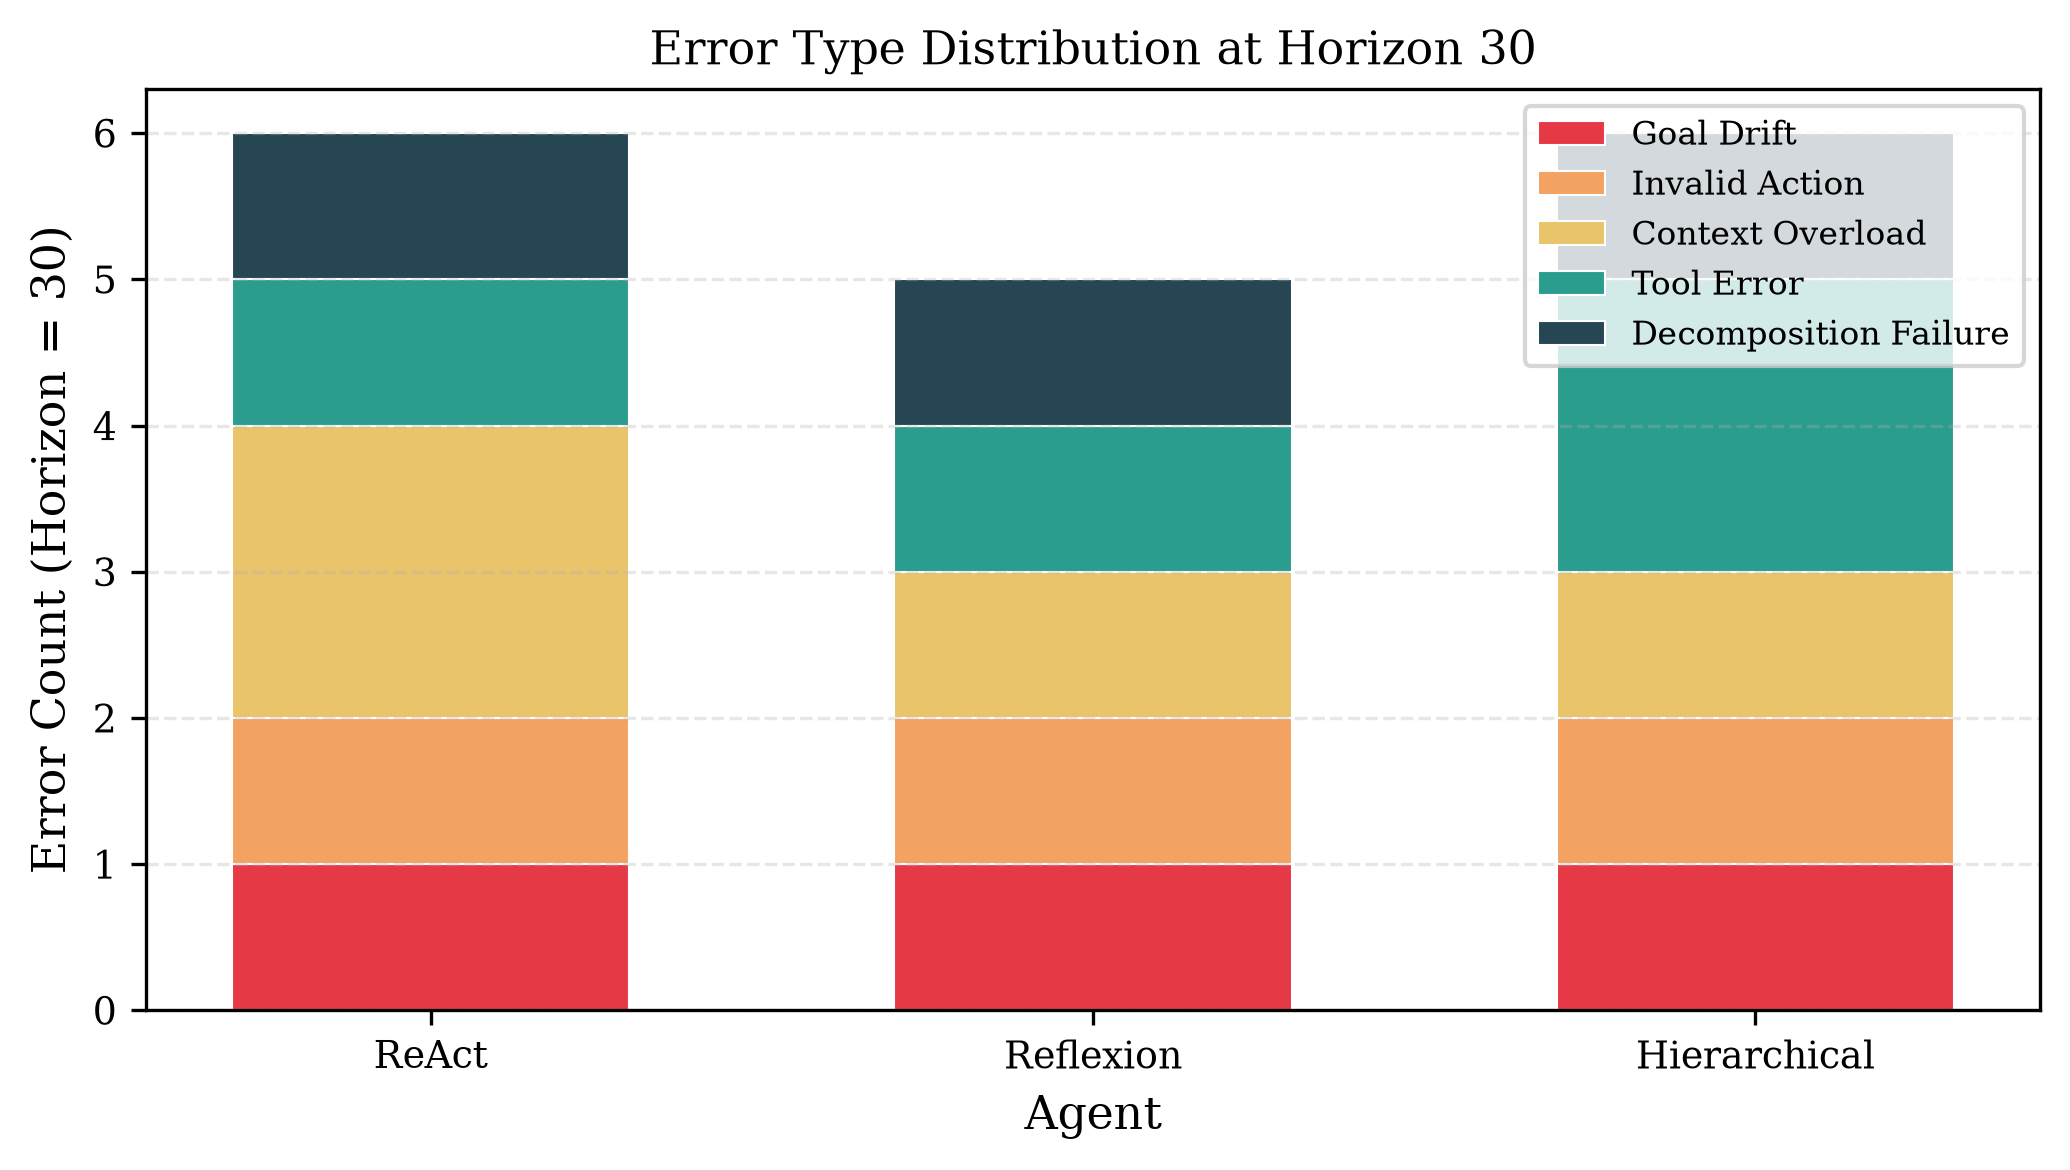 Error Type Distribution at Horizon 30
Error Count (Horizon = 30)
6
5
4
3
2
1
0
Goal Drift
Invalid Action
Context Overload
Tool Error
Decomposition Failure
ReAct
Reflexion
Hierarchical
Agent